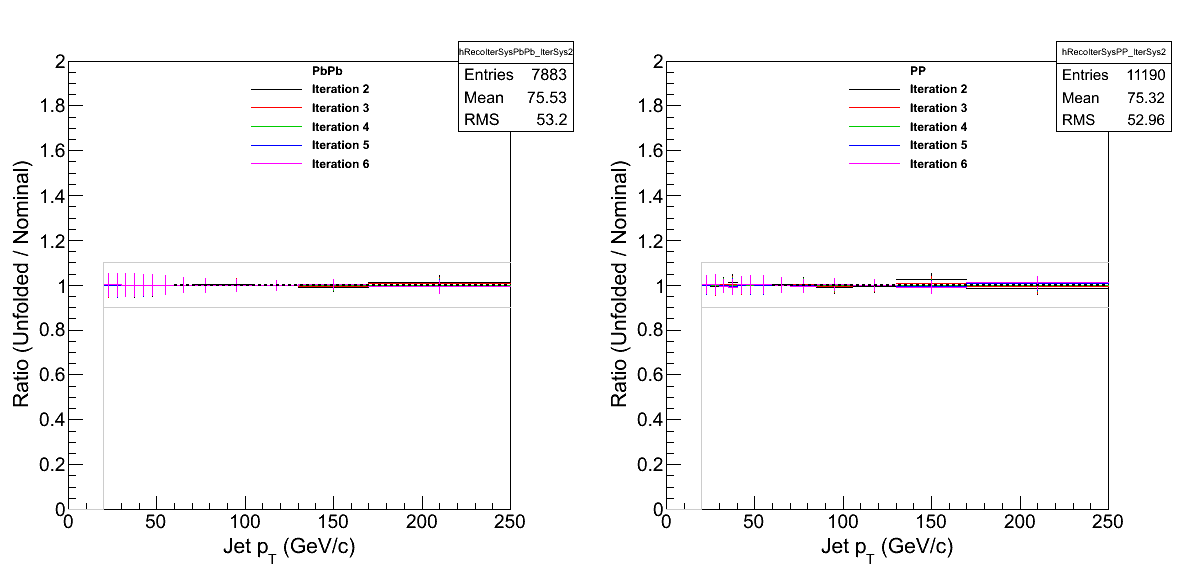 hRecoIterSysPbPb_IterSys2
Entries 7883
Mean 75.53
RMS 53.2
PbPb
Iteration 2
Iteration 3
Iteration 4
Iteration 5
Iteration 6
2
1.8
1.6
1.4
1.2
1
0.8
0.6
0.4
0.2
0
Ratio (Unfolded / Nominal)
0 50 100 150 200 250
Jet p_T (GeV/c)
hRecoIterSysPP_IterSys2
Entries 11190
Mean 75.32
RMS 52.96
PP
Iteration 2
Iteration 3
Iteration 4
Iteration 5
Iteration 6
2
1.8
1.6
1.4
1.2
1
0.8
0.6
0.4
0.2
0
Ratio (Unfolded / Nominal)
0 50 100 150 200 250
Jet p_T (GeV/c)